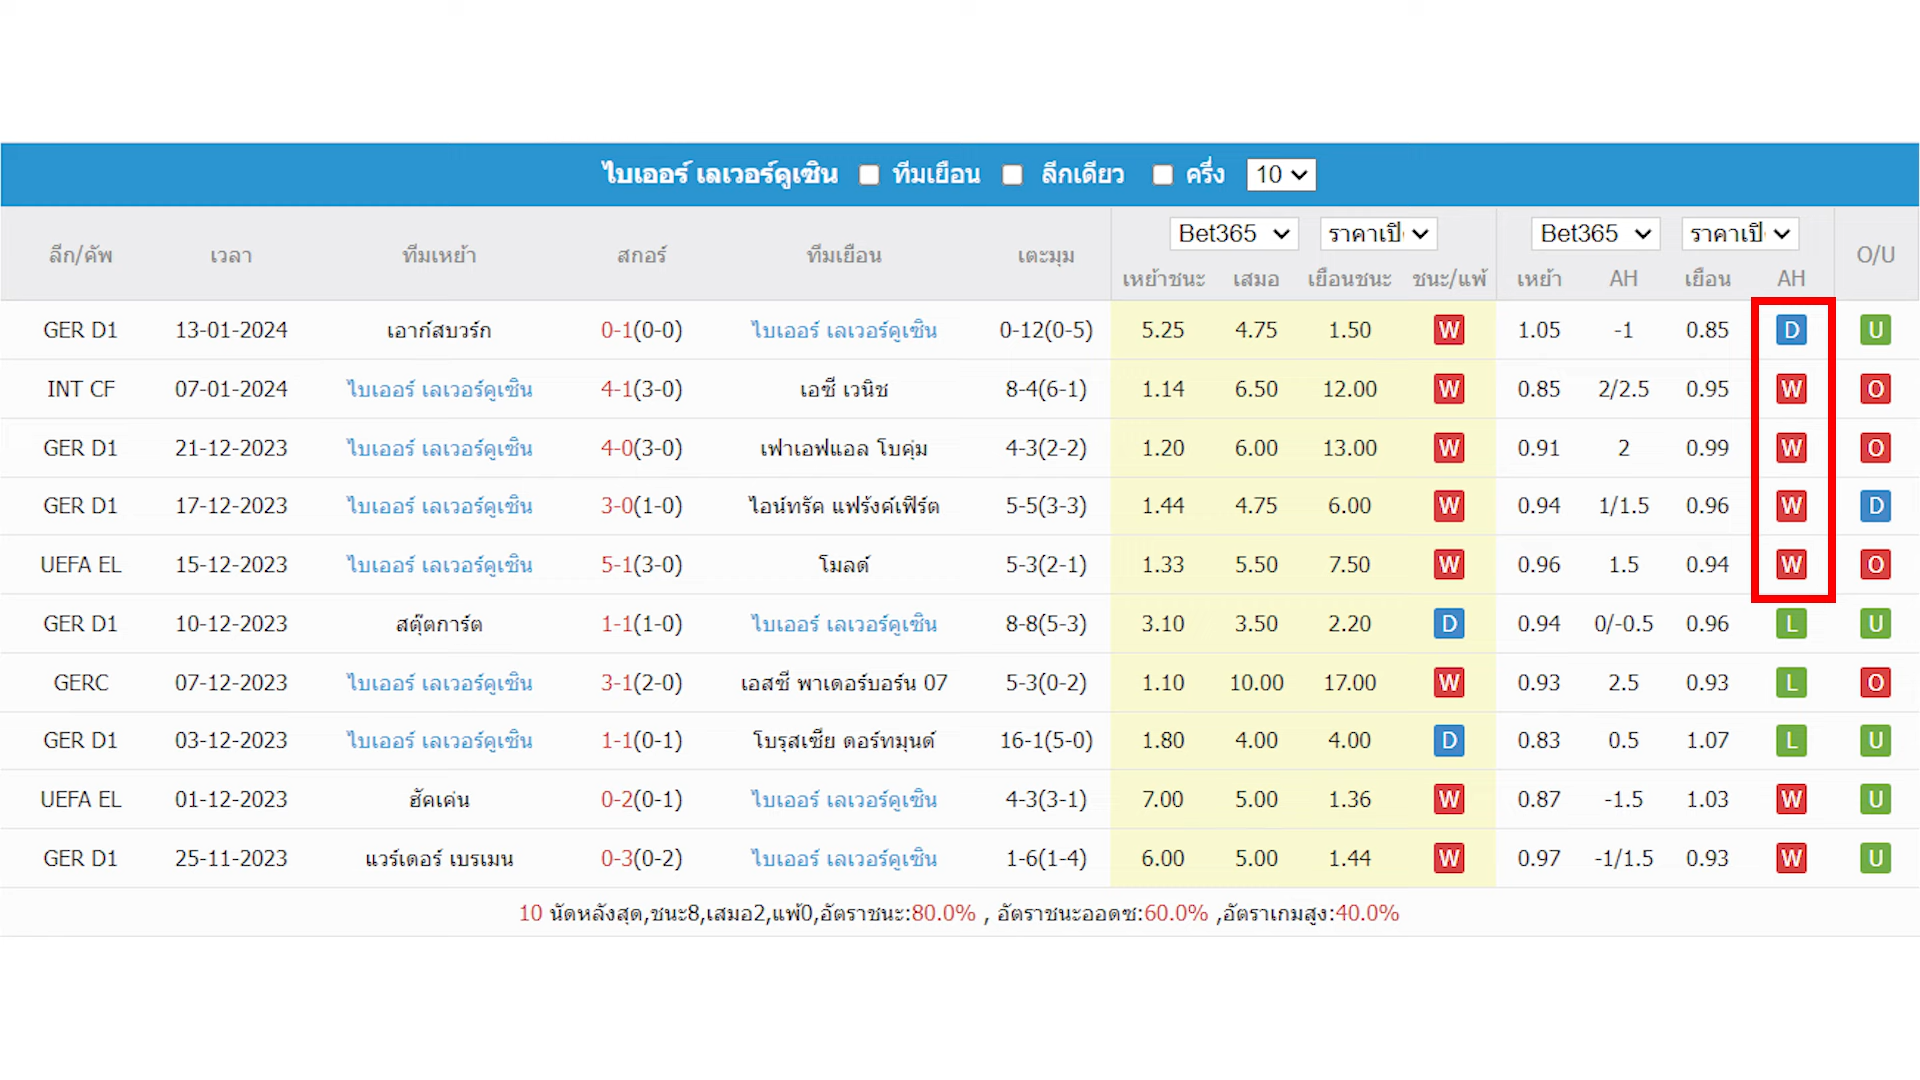 ไบเออร์ เลเวอร์คูเซิน ทีมเยือน ลีกเดียว ครึ่ง 10
Bet365 ราคาเปิ Bet365 ราคาเปิ
ลีก/คัพ เวลา ทีมเหย้า สกอร์ ทีมเยือน เตะมุม O/U
เหย้าชนะ เสมอ เยือนชนะ ชนะ/แพ้ เหย้า AH เยือน AH
GER D1 13-01-2024 เอาก์สบวร์ก 0-1(0-0) ไบเออร์ เลเวอร์คูเซิน 0-12(0-5) 5.25 4.75 1.50 W 1.05 -1 0.85 D U
INT CF 07-01-2024 ไบเออร์ เลเวอร์คูเซิน 4-1(3-0) เอซี เวนิช 8-4(6-1) 1.14 6.50 12.00 W 0.85 2/2.5 0.95 W O
GER D1 21-12-2023 ไบเออร์ เลเวอร์คูเซิน 4-0(3-0) เฟาเอฟแอล โบคุ่ม 4-3(2-2) 1.20 6.00 13.00 W 0.91 2 0.99 W O
GER D1 17-12-2023 ไบเออร์ เลเวอร์คูเซิน 3-0(1-0) ไอน์ทรัค แฟร้งค์เฟิร์ต 5-5(3-3) 1.44 4.75 6.00 W 0.94 1/1.5 0.96 W D
UEFA EL 15-12-2023 ไบเออร์ เลเวอร์คูเซิน 5-1(3-0) โมลด์ 5-3(2-1) 1.33 5.50 7.50 W 0.96 1.5 0.94 W O
GER D1 10-12-2023 สตุ๊ตการ์ต 1-1(1-0) ไบเออร์ เลเวอร์คูเซิน 8-8(5-3) 3.10 3.50 2.20 D 0.94 0/-0.5 0.96 L U
GERC 07-12-2023 ไบเออร์ เลเวอร์คูเซิน 3-1(2-0) เอสซี พาเดอร์บอร์น 07 5-3(0-2) 1.10 10.00 17.00 W 0.93 2.5 0.93 L O
GER D1 03-12-2023 ไบเออร์ เลเวอร์คูเซิน 1-1(0-1) โบรุสเซีย ดอร์ทมุนด์ 16-1(5-0) 1.80 4.00 4.00 D 0.83 0.5 1.07 L U
UEFA EL 01-12-2023 ฮัคเค่น 0-2(0-1) ไบเออร์ เลเวอร์คูเซิน 4-3(3-1) 7.00 5.00 1.36 W 0.87 -1.5 1.03 W U
GER D1 25-11-2023 แวร์เดอร์ เบรเมน 0-3(0-2) ไบเออร์ เลเวอร์คูเซิน 1-6(1-4) 6.00 5.00 1.44 W 0.97 -1/1.5 0.93 W U
10 นัดหลังสุด,ชนะ8,เสมอ2,แพ้0,อัตราชนะ:80.0% , อัตราชนะออดซ:60.0% ,อัตราเกมสูง:40.0%